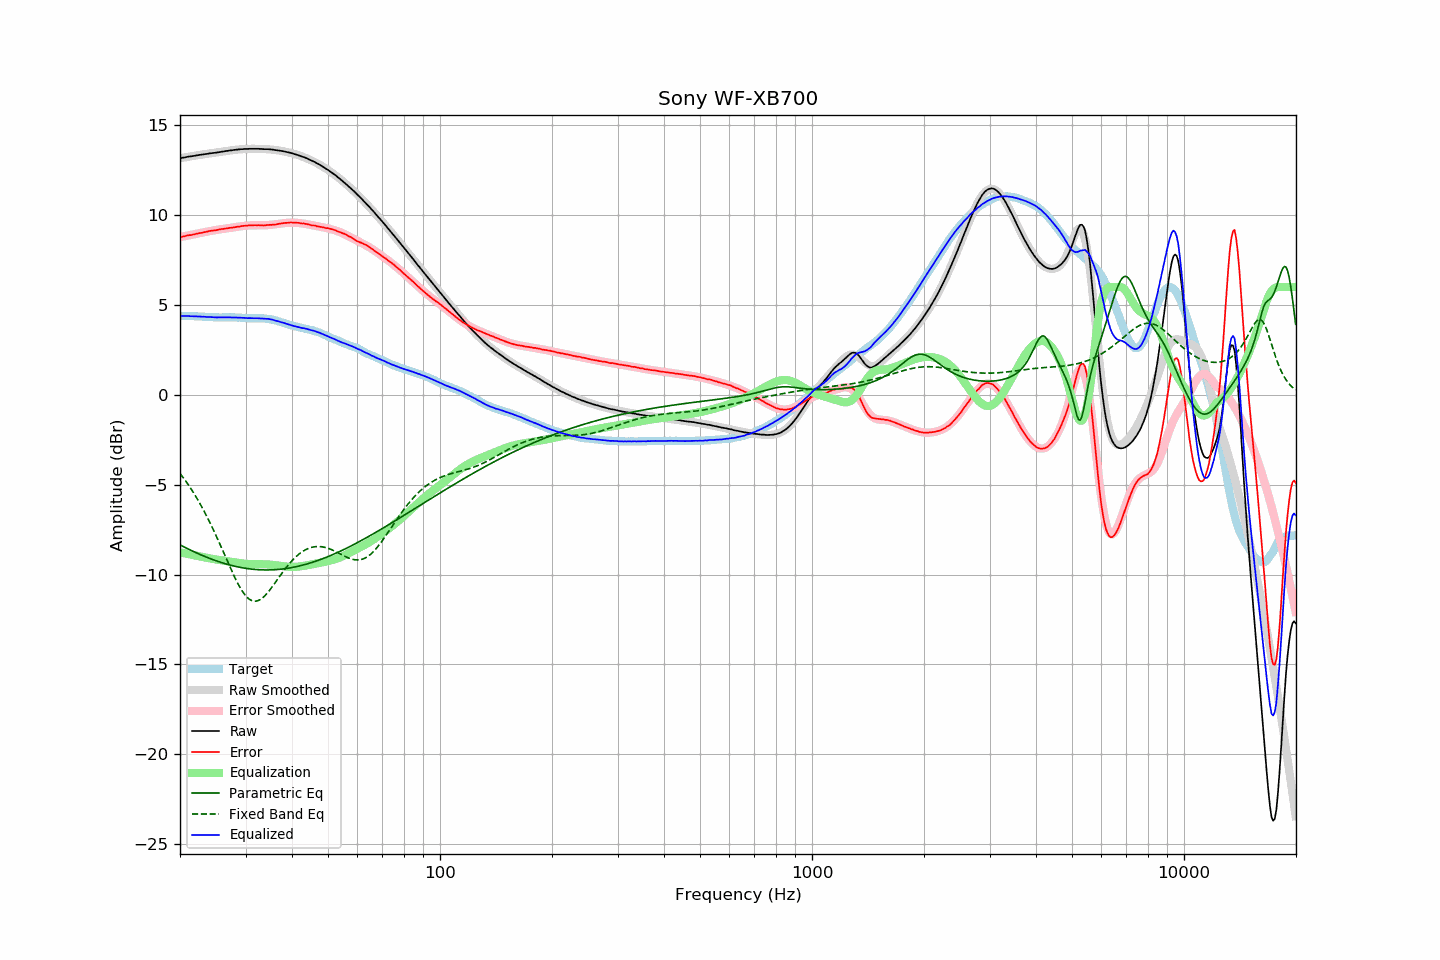 Sony WF-XB700
Amplitude (dBr)
15
10
5
0
−5
−10
−15
−20
−25
Target
Raw Smoothed
Error Smoothed
Raw
Error
Equalization
Parametric Eq
Fixed Band Eq
Equalized
100
1000
10000
Frequency (Hz)